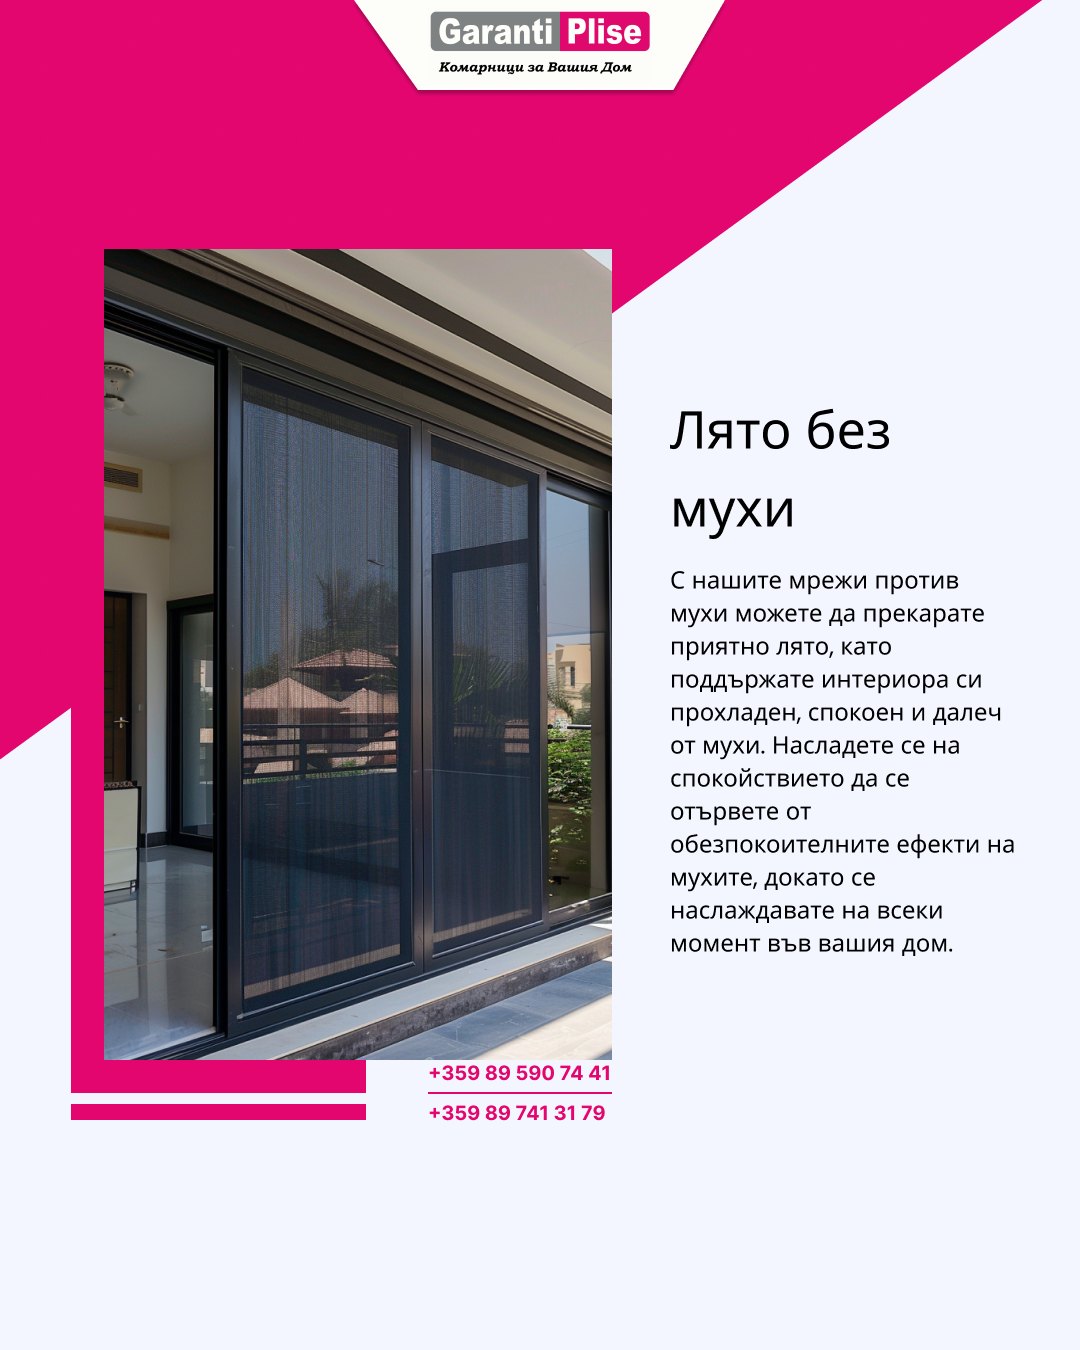 Garanti Plise
Комарници за Вашия Дом
Лято без
мухи
С нашите мрежи против
мухи можете да прекарате
приятно лято, като
поддържате интериора си
прохладен, спокоен и далеч
от мухи. Насладете се на
спокойствието да се
отървете от
обезпокоителните ефекти на
мухите, докато се
наслаждавате на всеки
момент във вашия дом.
+359 89 590 74 41
+359 89 741 31 79